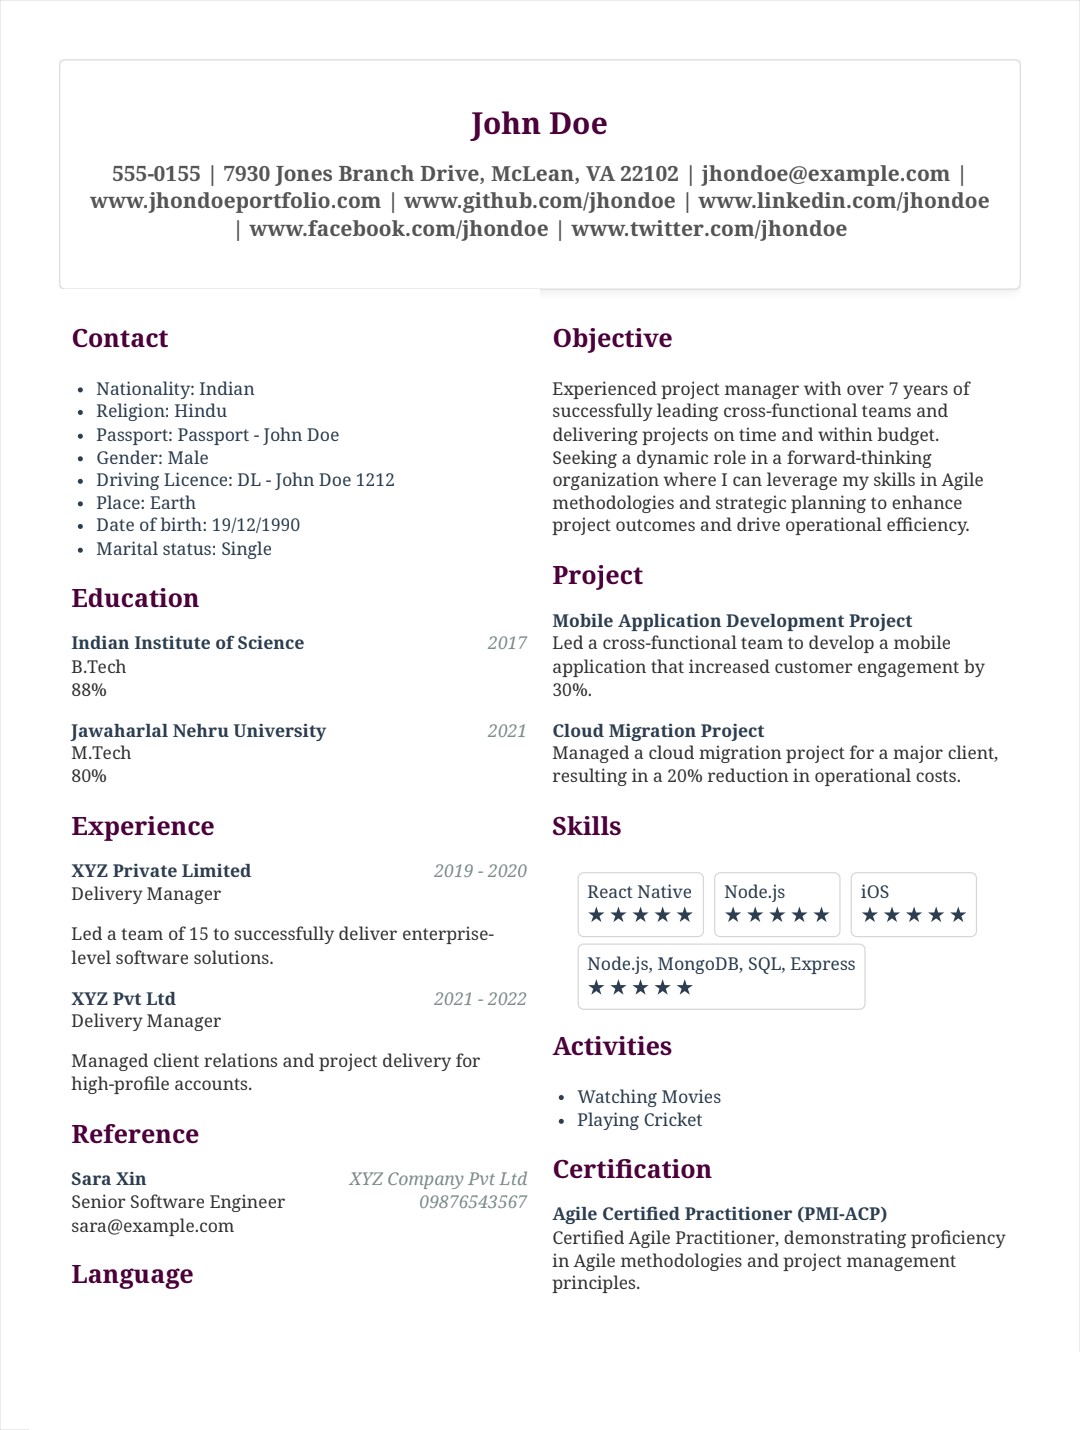 John Doe
555-0155 | 7930 Jones Branch Drive, McLean, VA 22102 | jhondoe@example.com |
www.jhondoeportfolio.com | www.github.com/jhondoe | www.linkedin.com/jhondoe
| www.facebook.com/jhondoe | www.twitter.com/jhondoe
Contact
• Nationality: Indian
• Religion: Hindu
• Passport: Passport - John Doe
• Gender: Male
• Driving Licence: DL - John Doe 1212
• Place: Earth
• Date of birth: 19/12/1990
• Marital status: Single
Education
Indian Institute of Science 2017
B.Tech
88%
Jawaharlal Nehru University 2021
M.Tech
80%
Experience
XYZ Private Limited 2019 - 2020
Delivery Manager
Led a team of 15 to successfully deliver enterprise-
level software solutions.
XYZ Pvt Ltd 2021 - 2022
Delivery Manager
Managed client relations and project delivery for
high-profile accounts.
Reference
Sara Xin XYZ Company Pvt Ltd
Senior Software Engineer 09876543567
sara@example.com
Language
Objective
Experienced project manager with over 7 years of
successfully leading cross-functional teams and
delivering projects on time and within budget.
Seeking a dynamic role in a forward-thinking
organization where I can leverage my skills in Agile
methodologies and strategic planning to enhance
project outcomes and drive operational efficiency.
Project
Mobile Application Development Project
Led a cross-functional team to develop a mobile
application that increased customer engagement by
30%.
Cloud Migration Project
Managed a cloud migration project for a major client,
resulting in a 20% reduction in operational costs.
Skills
React Native
★★★★★
Node.js
★★★★★
iOS
★★★★★
Node.js, MongoDB, SQL, Express
★★★★★
Activities
• Watching Movies
• Playing Cricket
Certification
Agile Certified Practitioner (PMI-ACP)
Certified Agile Practitioner, demonstrating proficiency
in Agile methodologies and project management
principles.